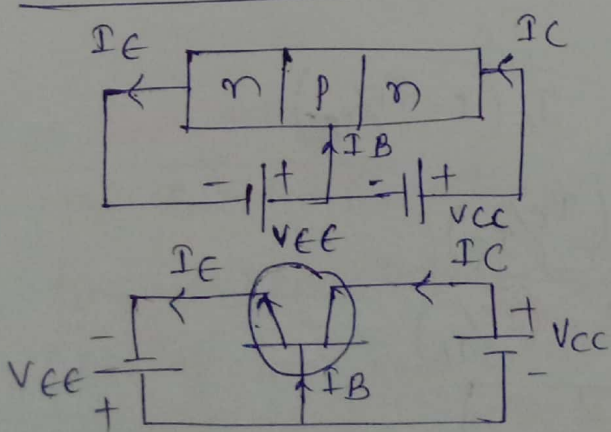 IE IC
n p n
IB
- + - +
VEE VCC
IE IC
- +
VEE VCC
IB
+ -